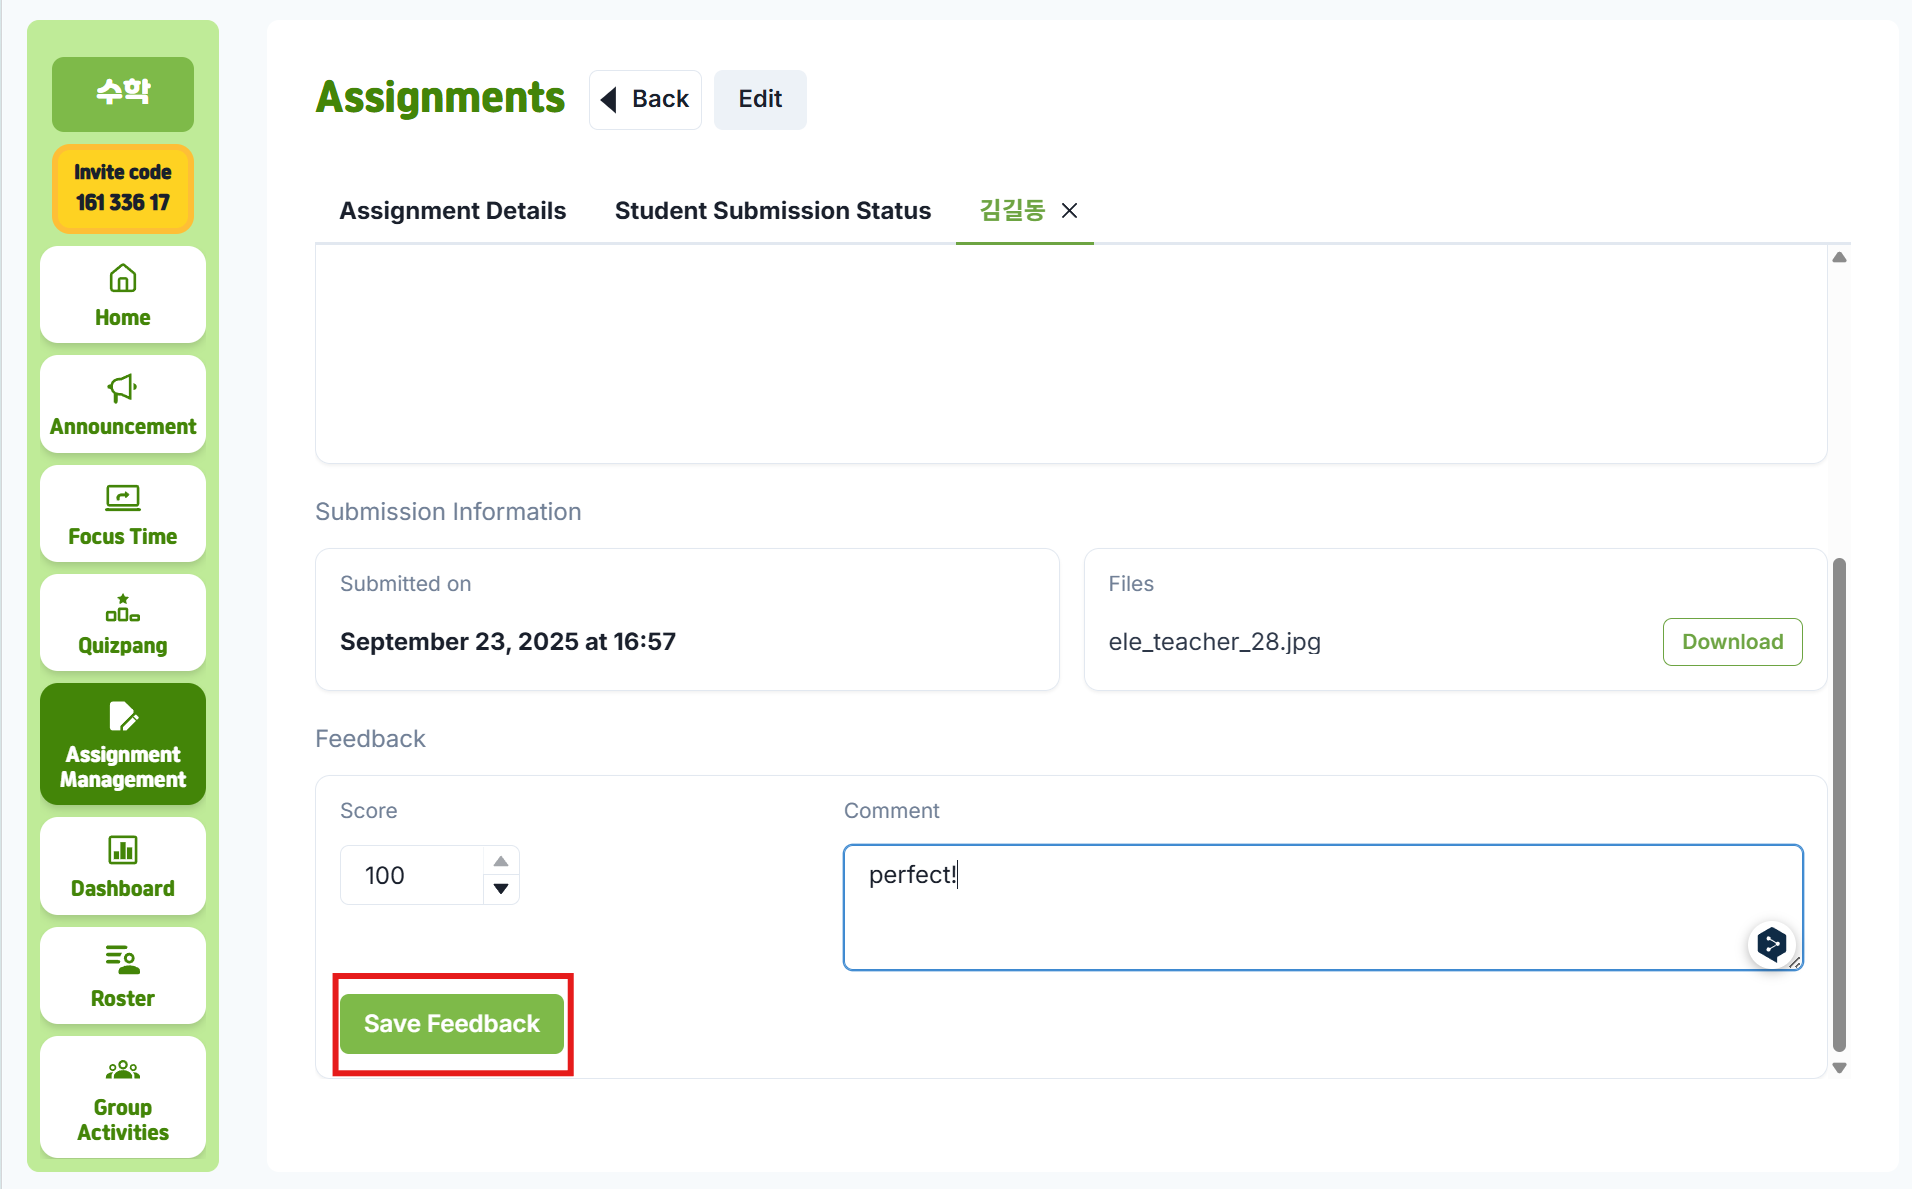 수학
Invite code
161 336 17
Home
Announcement
Focus Time
Quizpang
Assignment
Management
Dashboard
Roster
Group
Activities
Assignments
Back
Edit
Assignment Details
Student Submission Status
김길동
Submission Information
Submitted on
September 23, 2025 at 16:57
Files
ele_teacher_28.jpg
Download
Feedback
Score
100
Comment
perfect!
Save Feedback